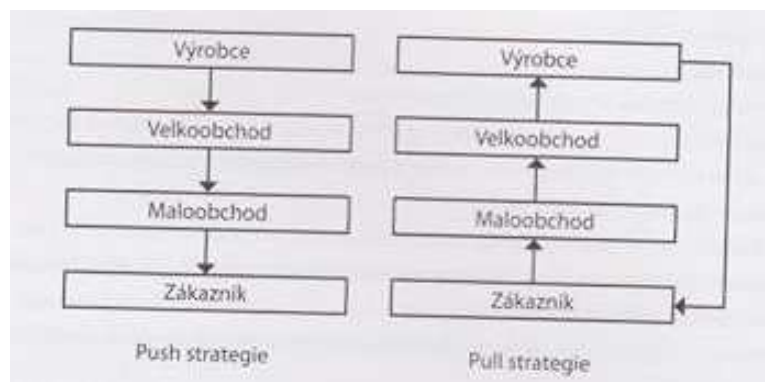 Výrobce
Velkoobchod
Maloobchod
Zákazník
Push strategie
Výrobce
Velkoobchod
Maloobchod
Zákazník
Pull strategie